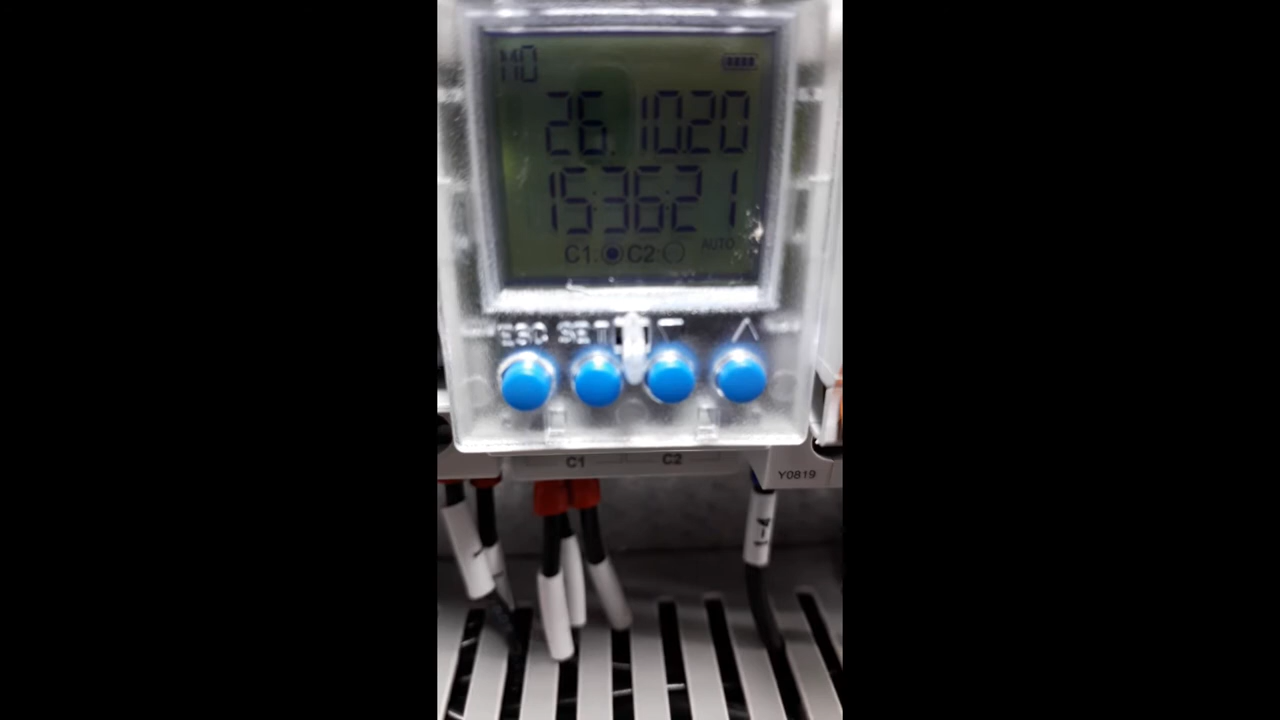 MO
26.10.20
15:36:21
C1: C2: AUTO
ESC SET
C1 C2
Y0819